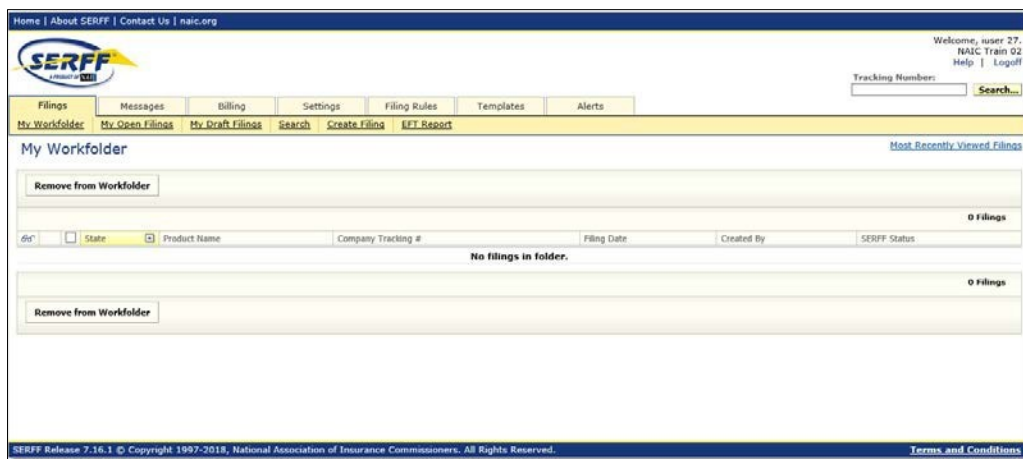 Home | About SERFF | Contact Us | naic.org
SERFF
A PRODUCT OF NAIC
Welcome, iuser 27.
NAIC Train 02
Help | Logoff
Tracking Number:
Search...
Filings Messages Billing Settings Filing Rules Templates Alerts
My Workfolder My Open Filings My Draft Filings Search Create Filing EFT Report
My Workfolder
Most Recently Viewed Filings
Remove from Workfolder
0 Filings
State Product Name Company Tracking # Filing Date Created By SERFF Status
No filings in folder.
0 Filings
Remove from Workfolder
SERFF Release 7.16.1 © Copyright 1997-2018, National Association of Insurance Commissioners. All Rights Reserved.
Terms and Conditions